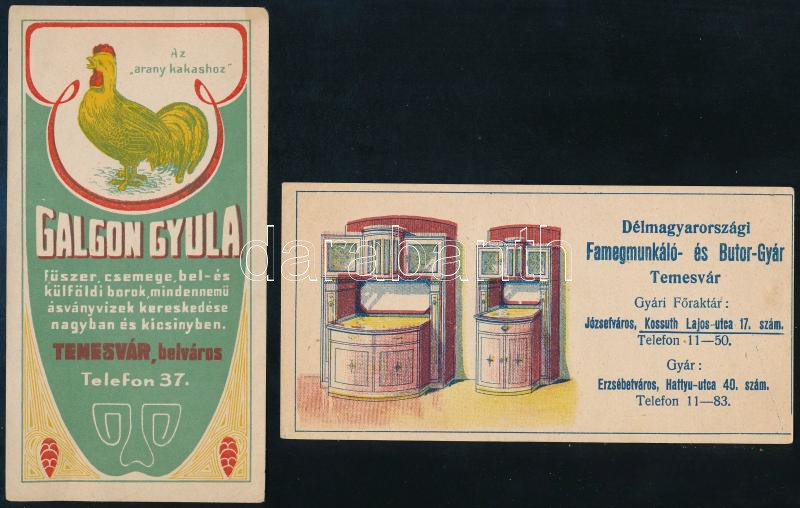 Az
„arany kakashoz"
GALGON GYULA
fűszer, csemege, bel- és
külföldi borok, mindennemű
ásványvizek kereskedése
nagyban és kicsinyben.
TEMESVÁR, belváros
Telefon 37.
Délmagyarországi
Famegmunkáló- és Butor-Gyár
Temesvár
Gyári Főraktár:
Józsefváros, Kossuth Lajos-utca 17. szám.
Telefon 11—50.
Gyár:
Erzsébetváros, Hattyu-utca 40. szám.
Telefon 11—83.
darabanth.com